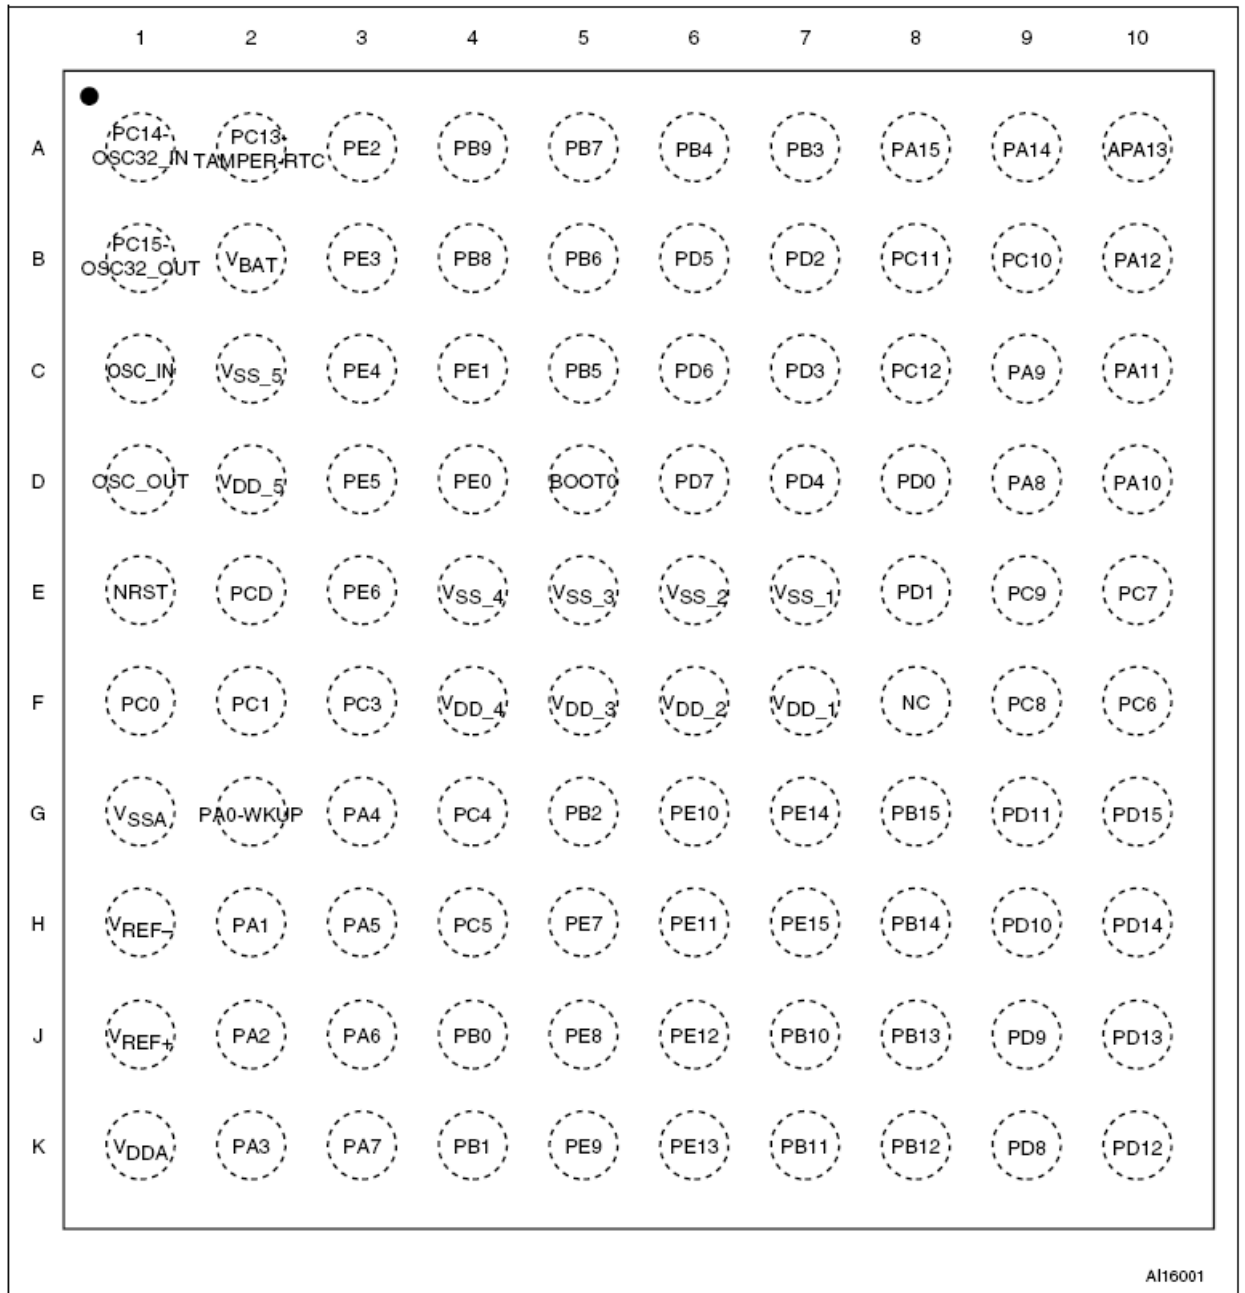 1 2 3 4 5 6 7 8 9 10
A PC14-OSC32_IN PC13-TAMPER-RTC PE2 PB9 PB7 PB4 PB3 PA15 PA14 APA13
B PC15-OSC32_OUT VBAT PE3 PB8 PB6 PD5 PD2 PC11 PC10 PA12
C OSC_IN VSS_5 PE4 PE1 PB5 PD6 PD3 PC12 PA9 PA11
D OSC_OUT VDD_5 PE5 PE0 BOOT0 PD7 PD4 PD0 PA8 PA10
E NRST PCD PE6 VSS_4 VSS_3 VSS_2 VSS_1 PD1 PC9 PC7
F PC0 PC1 PC3 VDD_4 VDD_3 VDD_2 VDD_1 NC PC8 PC6
G VSSA PA0-WKUP PA4 PC4 PB2 PE10 PE14 PB15 PD11 PD15
H VREF– PA1 PA5 PC5 PE7 PE11 PE15 PB14 PD10 PD14
J VREF+ PA2 PA6 PB0 PE8 PE12 PB10 PB13 PD9 PD13
K VDDA PA3 PA7 PB1 PE9 PE13 PB11 PB12 PD8 PD12
AI16001